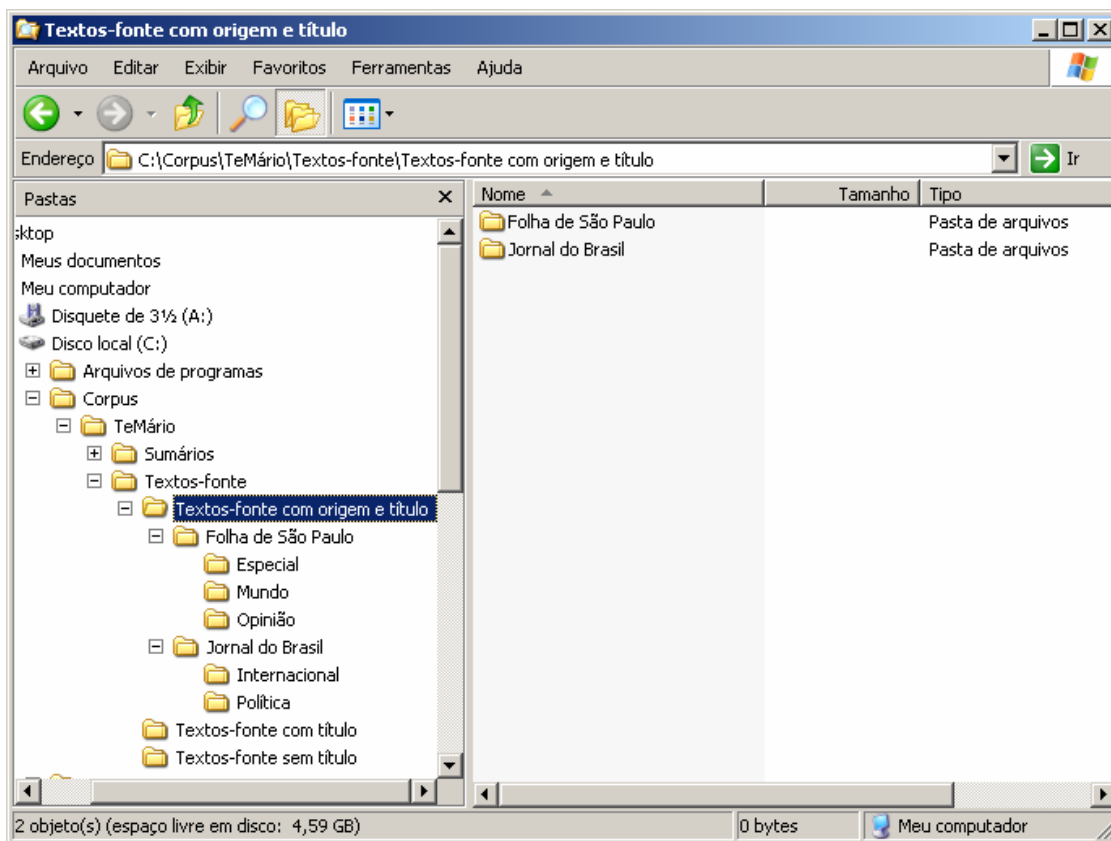 Textos-fonte com origem e título
Arquivo Editar Exibir Favoritos Ferramentas Ajuda
Endereço C:\Corpus\TeMário\Textos-fonte\Textos-fonte com origem e título Ir
Pastas
sktop
Meus documentos
Meu computador
Disquete de 3½ (A:)
Disco local (C:)
Arquivos de programas
Corpus
TeMário
Sumários
Textos-fonte
Textos-fonte com origem e título
Folha de São Paulo
Especial
Mundo
Opinião
Jornal do Brasil
Internacional
Política
Textos-fonte com título
Textos-fonte sem título
Nome Tamanho Tipo
Folha de São Paulo Pasta de arquivos
Jornal do Brasil Pasta de arquivos
2 objeto(s) (espaço livre em disco: 4,59 GB) 0 bytes Meu computador